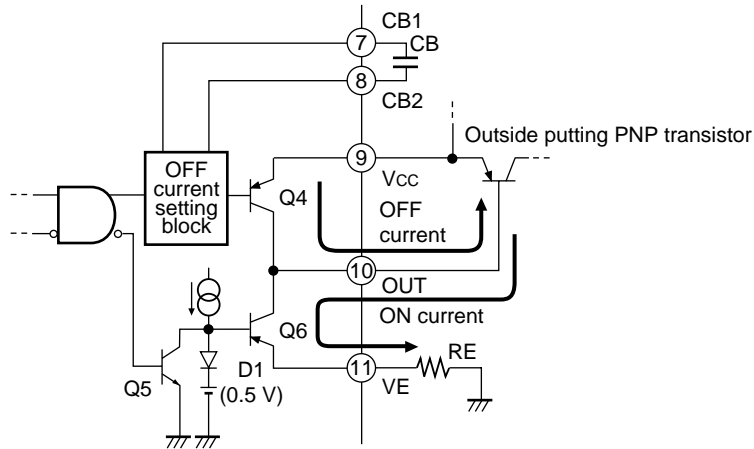 CB1
7
CB
8
CB2
Outside putting PNP transistor
9
VCC
OFF
current
setting
block
Q4
OFF
current
10
OUT
ON current
Q6
RE
D1
(0.5 V)
Q5
11
VE